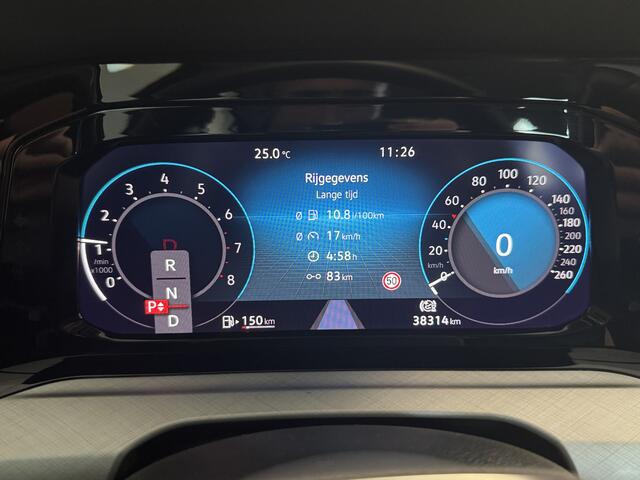 25.0 °C 11:26
Rijgegevens
Lange tijd
Ø 10.8 l/100km
Ø 17 km/h
4:58 h
83 km
50
0 1 2 3 4 5 6 7 8
/min
x1000
D
R
N
P
D
0 20 40 60 80 100 120 140 160 180 200 220 240 260
km/h
0
km/h
150 km
38314 km